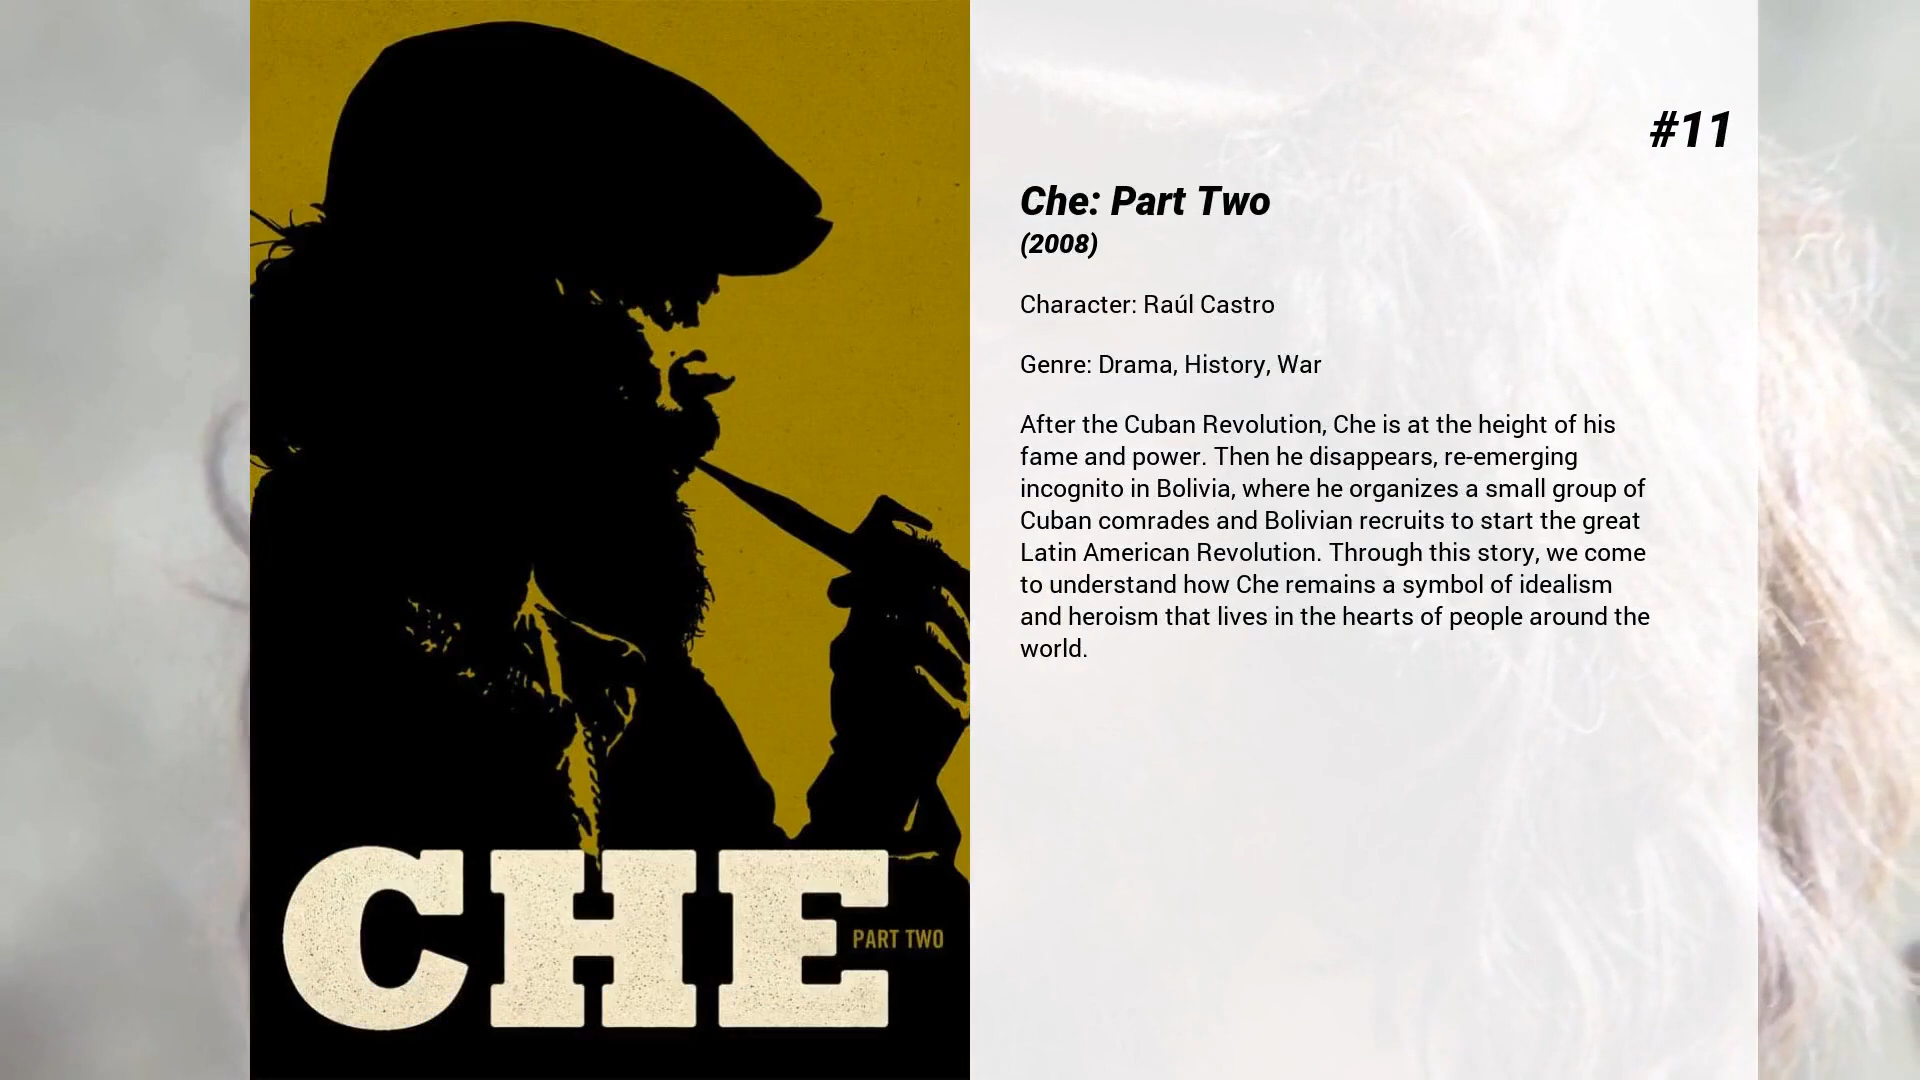 CHE
PART TWO
#11
Che: Part Two
(2008)
Character: Raúl Castro
Genre: Drama, History, War
After the Cuban Revolution, Che is at the height of his
fame and power. Then he disappears, re-emerging
incognito in Bolivia, where he organizes a small group of
Cuban comrades and Bolivian recruits to start the great
Latin American Revolution. Through this story, we come
to understand how Che remains a symbol of idealism
and heroism that lives in the hearts of people around the
world.